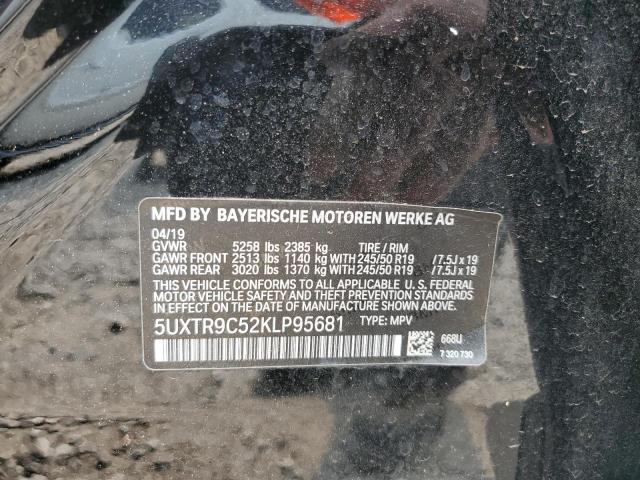 MFD BY BAYERISCHE MOTOREN WERKE AG
04/19
GVWR 5258 lbs 2385 kg TIRE / RIM
GAWR FRONT 2513 lbs 1140 kg WITH 245/50 R19 /7.5J x 19
GAWR REAR 3020 lbs 1370 kg WITH 245/50 R19 /7.5J x 19
THIS VEHICLE CONFORMS TO ALL APPLICABLE U. S. FEDERAL
MOTOR VEHICLE SAFETY, BUMPER, AND THEFT PREVENTION
STANDARDS IN EFFECT ON THE DATE OF MANUFACTURE SHOWN ABOVE.
5UXTR9C52KLP95681 TYPE: MPV
668U
7 320 730